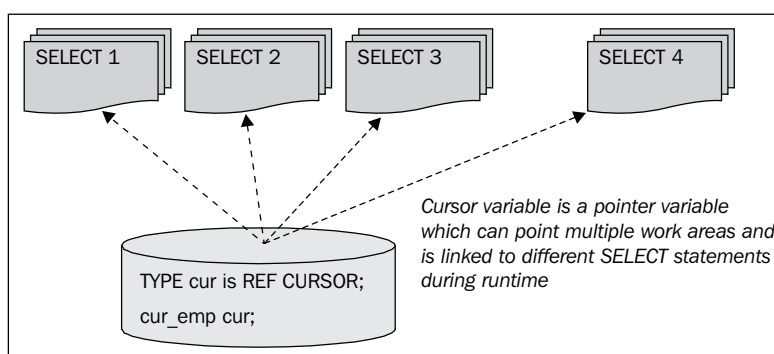 SELECT 1
SELECT 2
SELECT 3
SELECT 4
Cursor variable is a pointer variable
which can point multiple work areas and
is linked to different SELECT statements
during runtime
TYPE cur is REF CURSOR;
cur_emp cur;